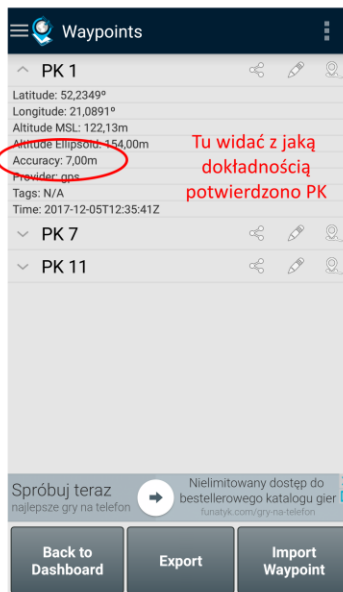 Waypoints
PK 1
Latitude: 52,2349º
Longitude: 21,0891º
Altitude MSL: 122,13m
Altitude Ellipsoid: 154,00m
Accuracy: 7,00m
Provider: gps
Tags: N/A
Time: 2017-12-05T12:35:41Z
Tu widać z jaką
dokładnością
potwierdzono PK
PK 7
PK 11
Spróbuj teraz
najlepsze gry na telefon
Nielimitowany dostęp do
bestellerowego katalogu gier
funatyk.com/gry-na-telefon
Back to
Dashboard
Export
Import
Waypoint